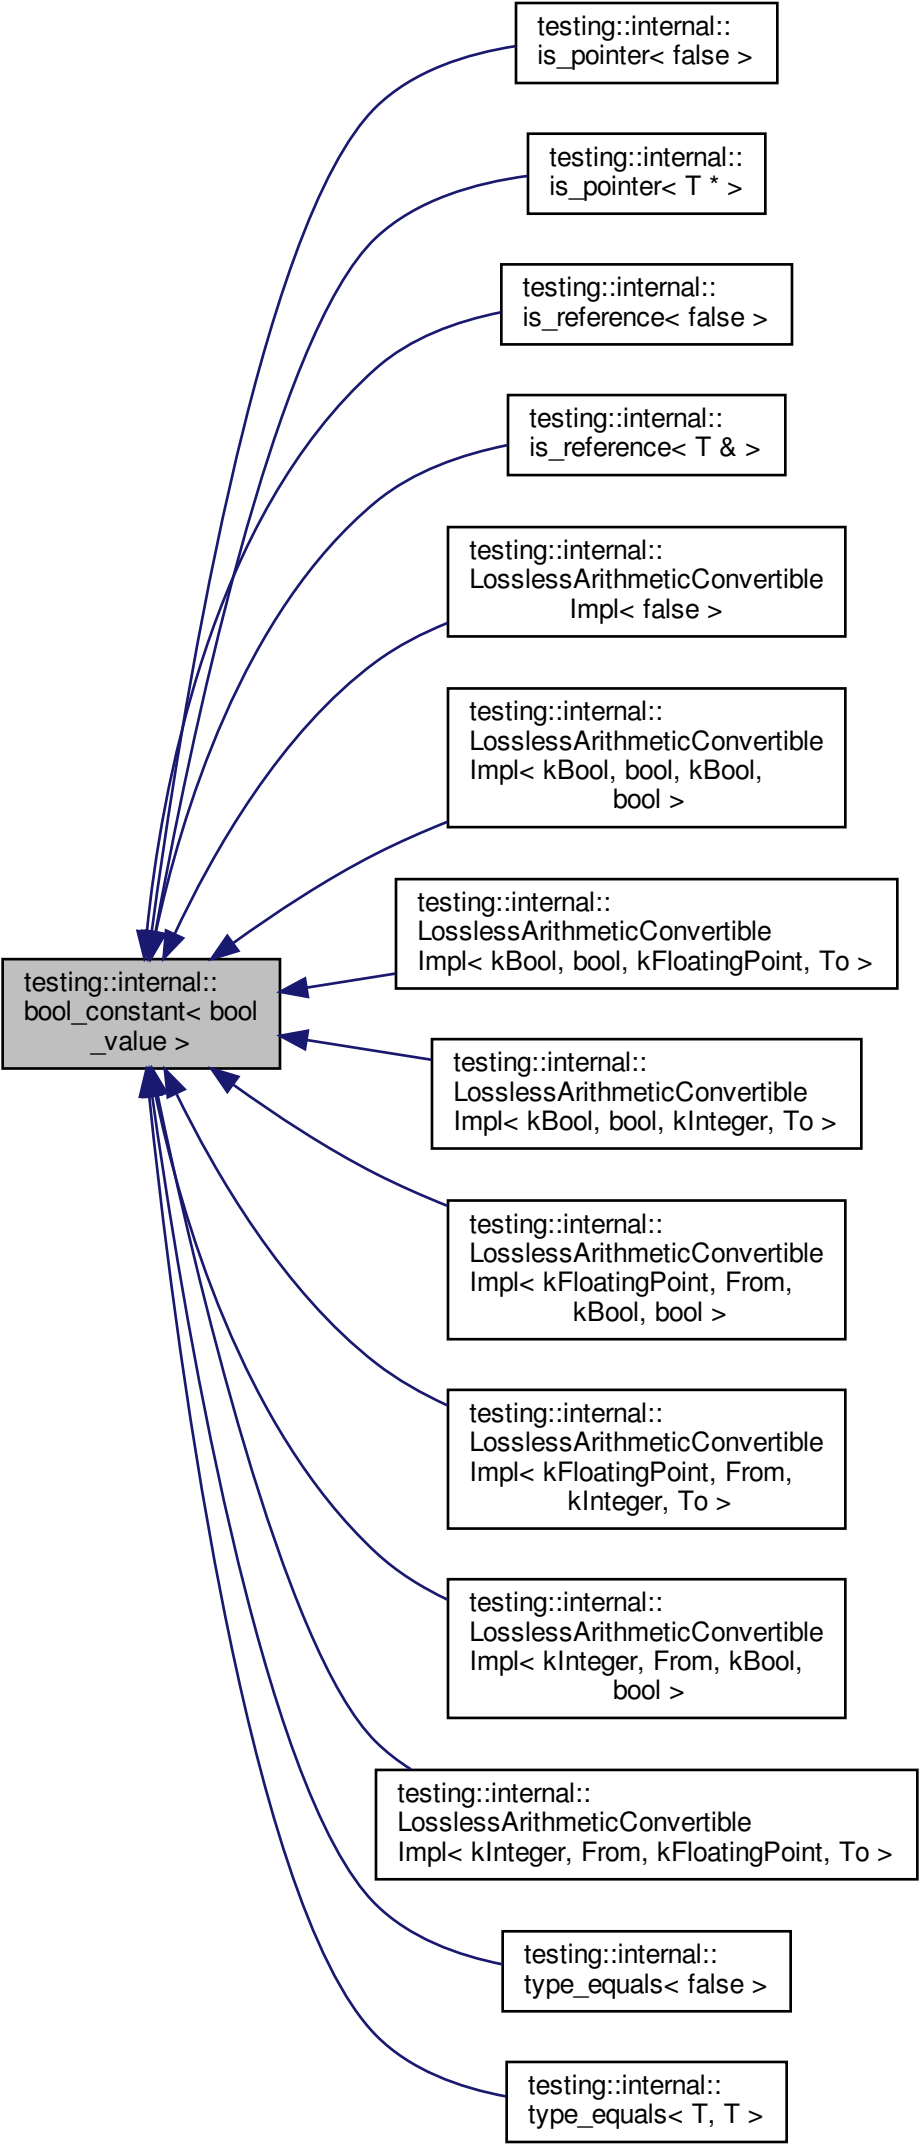 testing::internal::
is_pointer< false >
testing::internal::
is_pointer< T * >
testing::internal::
is_reference< false >
testing::internal::
is_reference< T & >
testing::internal::
LosslessArithmeticConvertible
Impl< false >
testing::internal::
LosslessArithmeticConvertible
Impl< kBool, bool, kBool,
bool >
testing::internal::
LosslessArithmeticConvertible
Impl< kBool, bool, kFloatingPoint, To >
testing::internal::
bool_constant< bool
_value >
testing::internal::
LosslessArithmeticConvertible
Impl< kBool, bool, kInteger, To >
testing::internal::
LosslessArithmeticConvertible
Impl< kFloatingPoint, From,
kBool, bool >
testing::internal::
LosslessArithmeticConvertible
Impl< kFloatingPoint, From,
kInteger, To >
testing::internal::
LosslessArithmeticConvertible
Impl< kInteger, From, kBool,
bool >
testing::internal::
LosslessArithmeticConvertible
Impl< kInteger, From, kFloatingPoint, To >
testing::internal::
type_equals< false >
testing::internal::
type_equals< T, T >